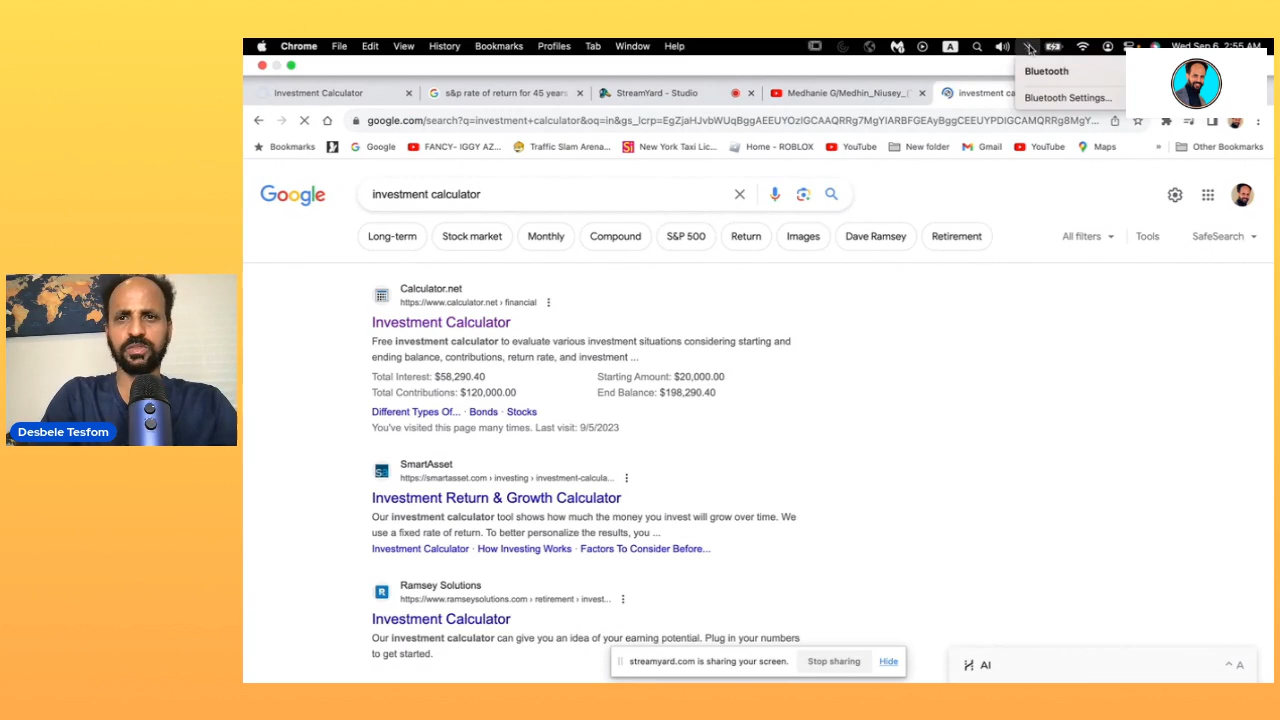 Chrome File Edit View History Bookmarks Profiles Tab Window Help A Wed Sep 6, 2:55 AM
Bluetooth
Bluetooth Settings...
Investment Calculator
s&p rate of return for 45 years
StreamYard - Studio
Medhanie G/Medhin_Niusey_(
investment ca
google.com/search?q=investment+calculator&oq=in&gs_lcrp=
Bookmarks Google FANCY- IGGY AZ... Traffic Slam Arena... New York Taxi Lic... Home - ROBLOX YouTube New folder Gmail YouTube Maps » Other Bookmarks
Google
investment calculator
Long-term Stock market Monthly Compound S&P 500 Return Images Dave Ramsey Retirement All filters Tools SafeSearch
Calculator.net
https://www.calculator.net › financial
Investment Calculator
Free investment calculator to evaluate various investment situations considering starting and
ending balance, contributions, return rate, and investment ...
Total Interest: $58,290.40 Starting Amount: $20,000.00
Total Contributions: $120,000.00 End Balance: $198,290.40
Different Types Of... · Bonds · Stocks
You've visited this page many times. Last visit: 9/5/2023
SmartAsset
https://smartasset.com › investing › investment-calcula...
Investment Return & Growth Calculator
Our investment calculator tool shows how much the money you invest will grow over time. We
use a fixed rate of return. To better personalize the results, you ...
Investment Calculator · How Investing Works · Factors To Consider Before...
Ramsey Solutions
https://www.ramseysolutions.com › retirement › invest...
Investment Calculator
Our investment calculator can give you an idea of your earning potential. Plug in your numbers
to get started.
streamyard.com is sharing your screen. Stop sharing Hide
AI
A
Desbele Tesfom